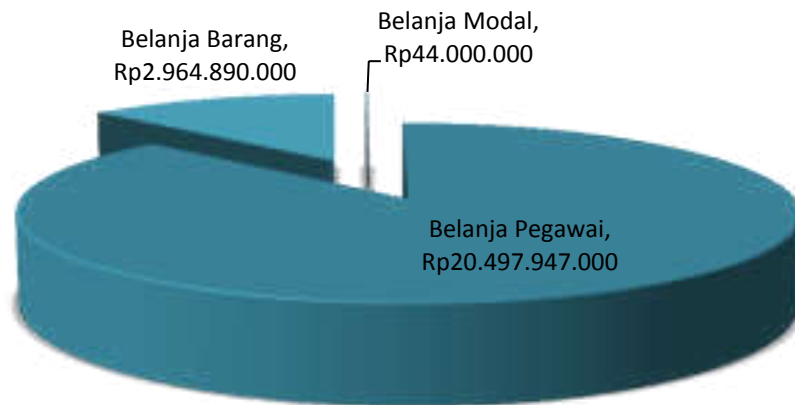 Belanja Barang,
Rp2.964.890.000
Belanja Modal,
Rp44.000.000
Belanja Pegawai,
Rp20.497.947.000